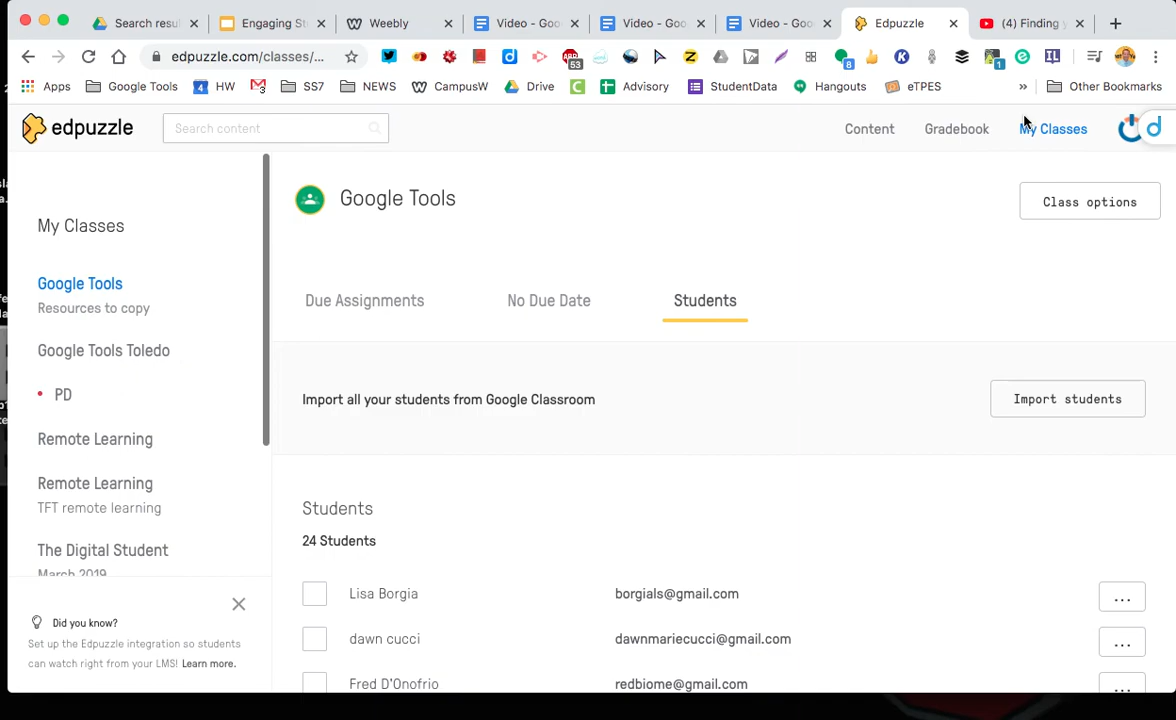 Search resu
Engaging St
Weebly
Video - Goo
Video - Goo
Video - Goo
Edpuzzle
(4) Finding
edpuzzle.com/classes/...
53
8
1
Apps
Google Tools
4
HW
3
SS7
NEWS
CampusW
Drive
Advisory
StudentData
Hangouts
eTPES
»
Other Bookmarks
edpuzzle
Search content
Content
Gradebook
My Classes
Google Tools
Class options
My Classes
Google Tools
Resources to copy
Due Assignments
No Due Date
Students
Google Tools Toledo
PD
Import all your students from Google Classroom
Import students
Remote Learning
Remote Learning
TFT remote learning
Students
24 Students
The Digital Student
March 2019
Lisa Borgia
borgials@gmail.com
...
dawn cucci
dawnmariecucci@gmail.com
...
Fred D'Onofrio
redbiome@gmail.com
...
Did you know?
Set up the Edpuzzle integration so students
can watch right from your LMS! Learn more.